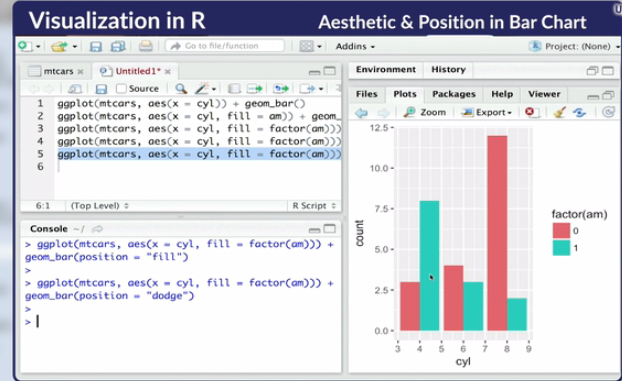 Visualization in R
Aesthetic & Position in Bar Chart
Go to file/function
Addins
Project: (None)
mtcars
Untitled1*
Source
1 ggplot(mtcars, aes(x = cyl)) + geom_bar()
2 ggplot(mtcars, aes(x = cyl, fill = am)) + geom_
3 ggplot(mtcars, aes(x = cyl, fill = factor(am)))
4 ggplot(mtcars, aes(x = cyl, fill = factor(am)))
5 ggplot(mtcars, aes(x = cyl, fill = factor(am)))
6
6:1 (Top Level) R Script
Console ~/
> ggplot(mtcars, aes(x = cyl, fill = factor(am))) +
geom_bar(position = "fill")
>
> ggplot(mtcars, aes(x = cyl, fill = factor(am))) +
geom_bar(position = "dodge")
>
>
Environment History
Files Plots Packages Help Viewer
Zoom Export
12.5
10.0
7.5
5.0
2.5
0.0
count
3 4 5 6 7 8 9
cyl
factor(am)
0
1